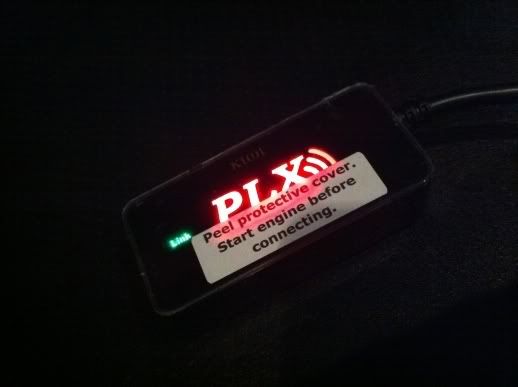 KIWI
PLX
Link
Peel protective cover.
Start engine before
connecting.